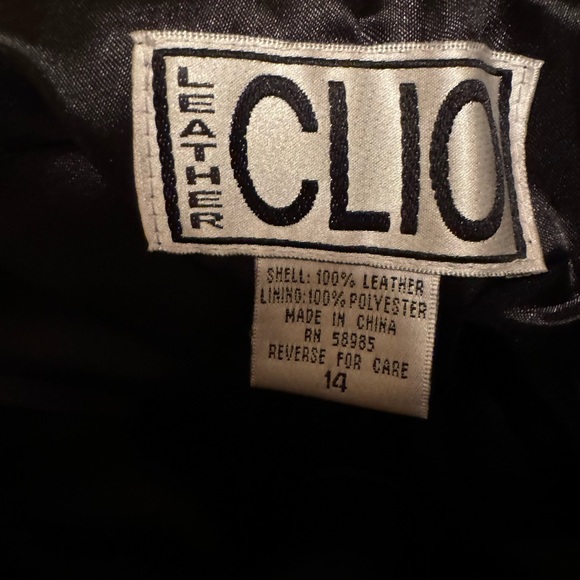 LEATHER
CLIO
SHELL: 100% LEATHER
LINING:100% POLYESTER
MADE IN CHINA
RN 58985
REVERSE FOR CARE
14